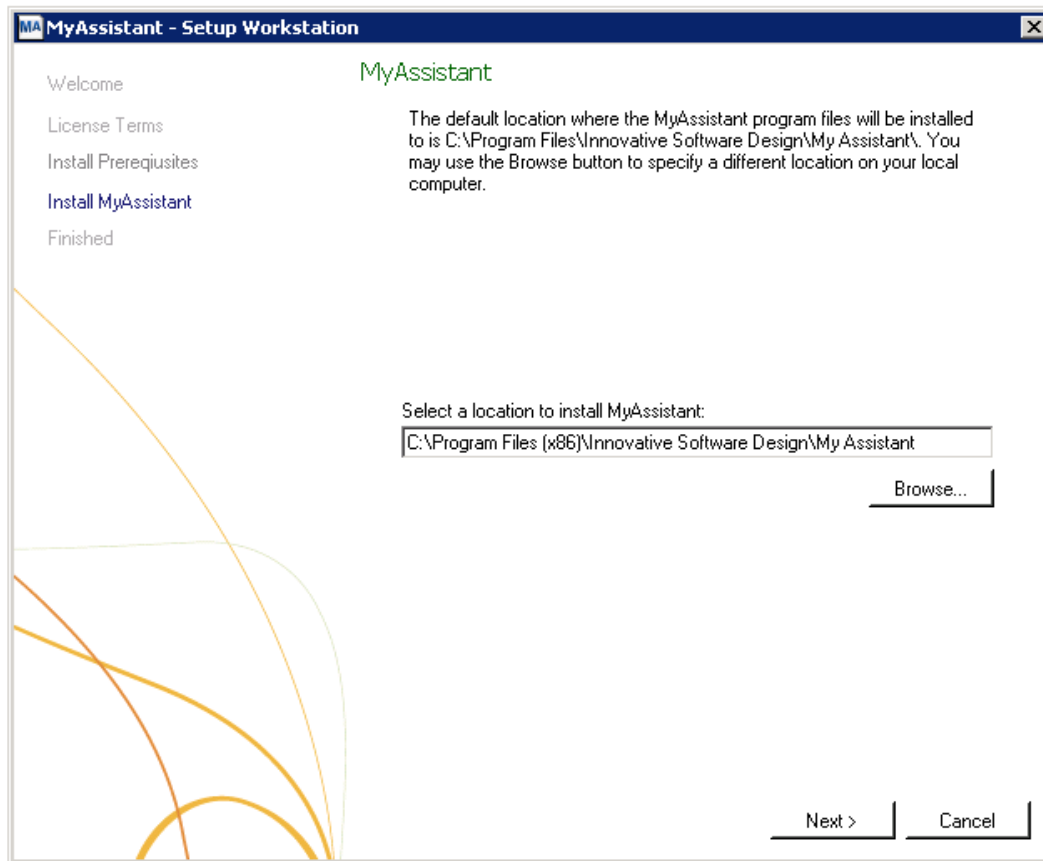 MA MyAssistant - Setup Workstation
Welcome
License Terms
Install Prereqiusites
Install MyAssistant
Finished
MyAssistant
The default location where the MyAssistant program files will be installed
to is C:\Program Files\Innovative Software Design\My Assistant\. You
may use the Browse button to specify a different location on your local
computer.
Select a location to install MyAssistant:
C:\Program Files (x86)\Innovative Software Design\My Assistant
Browse...
Next >
Cancel